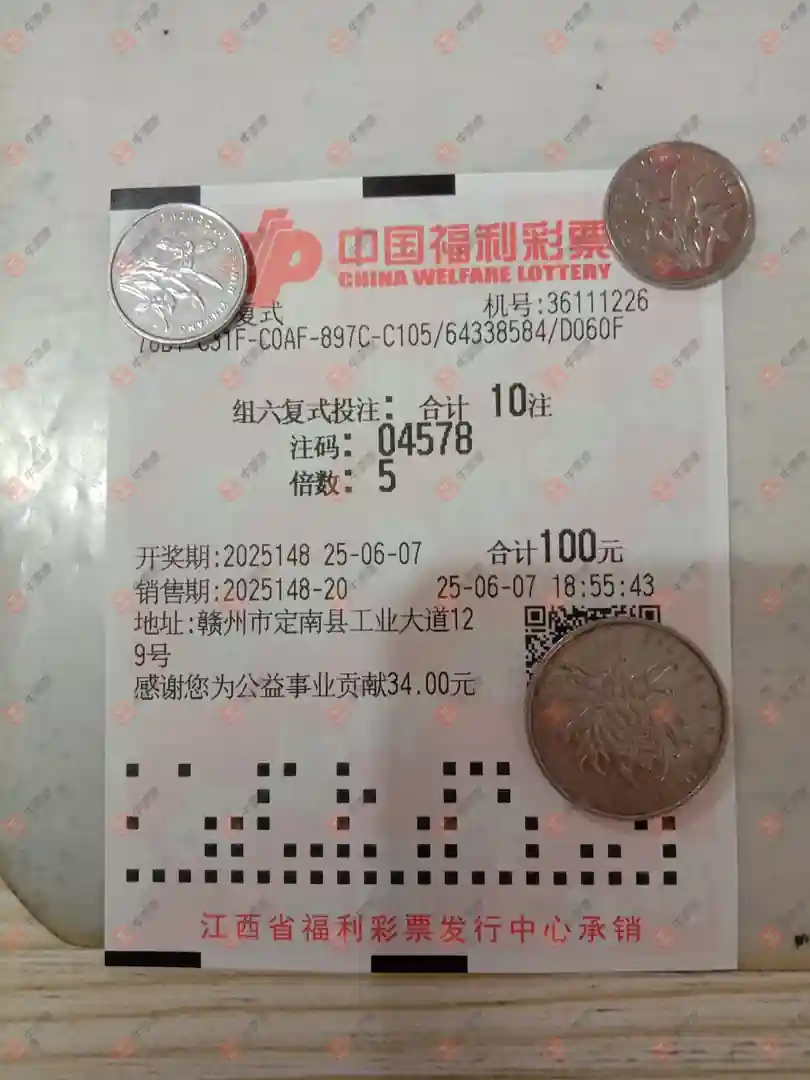 中国福利彩票
CHINA WELFARE LOTTERY
复式 机号:36111226
C31F-C0AF-897C-C105/64338584/D060F
组六复式投注: 合计 10注
注码: 04578
倍数: 5
开奖期:2025148 25-06-07 合计100元
销售期:2025148-20 25-06-07 18:55:43
地址:赣州市定南县工业大道12
9号
感谢您为公益事业贡献34.00元
江西省福利彩票发行中心承销